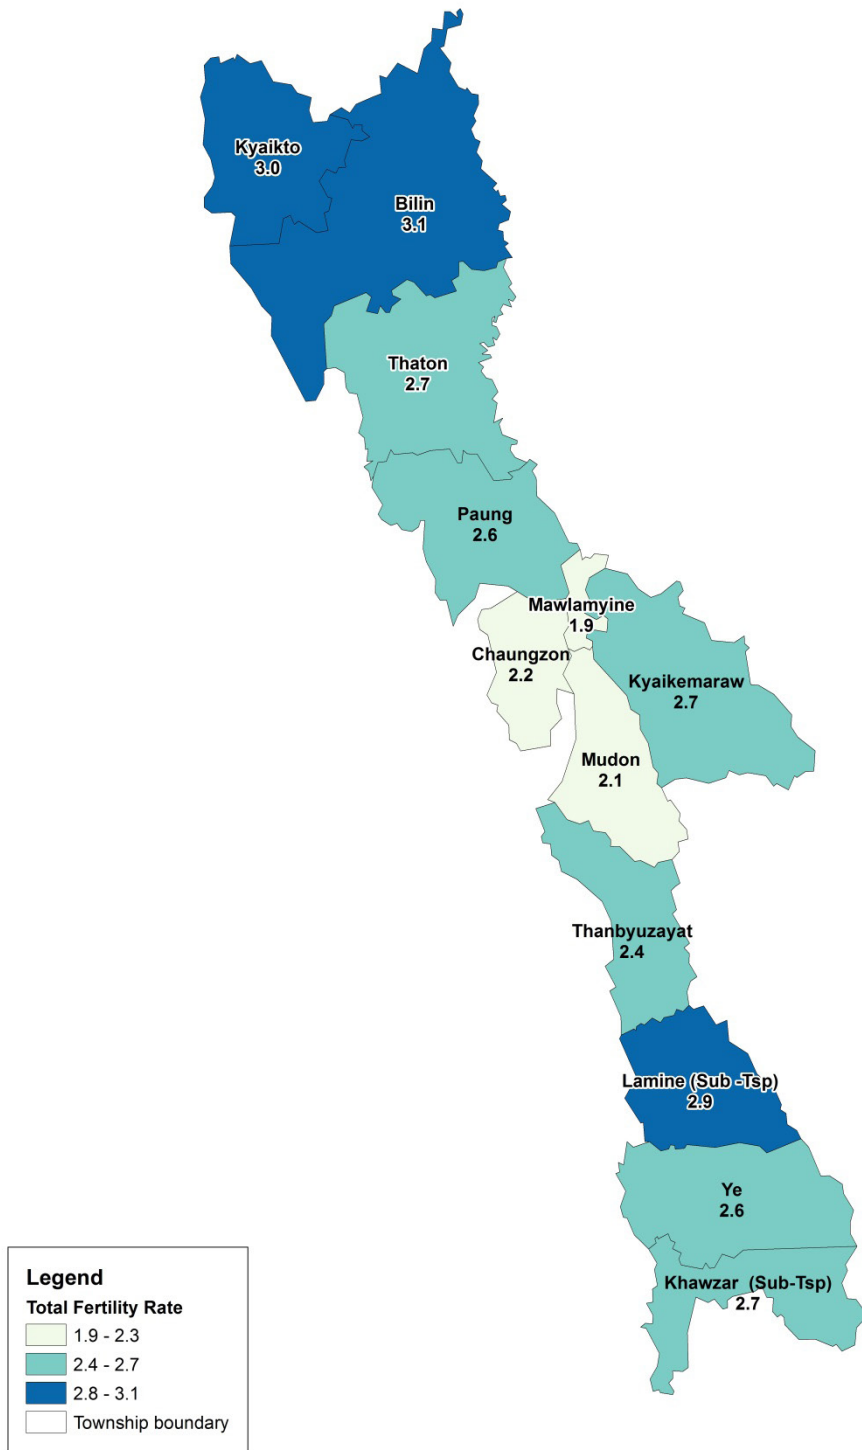 Kyaikto
3.0
Bilin
3.1
Thaton
2.7
Paung
2.6
Mawlamyine
1.9
Chaungzon
2.2
Kyaikemaraw
2.7
Mudon
2.1
Thanbyuzayat
2.4
Lamine (Sub -Tsp)
2.9
Ye
2.6
Khawzar (Sub-Tsp)
2.7
Legend
Total Fertility Rate
1.9 - 2.3
2.4 - 2.7
2.8 - 3.1
Township boundary